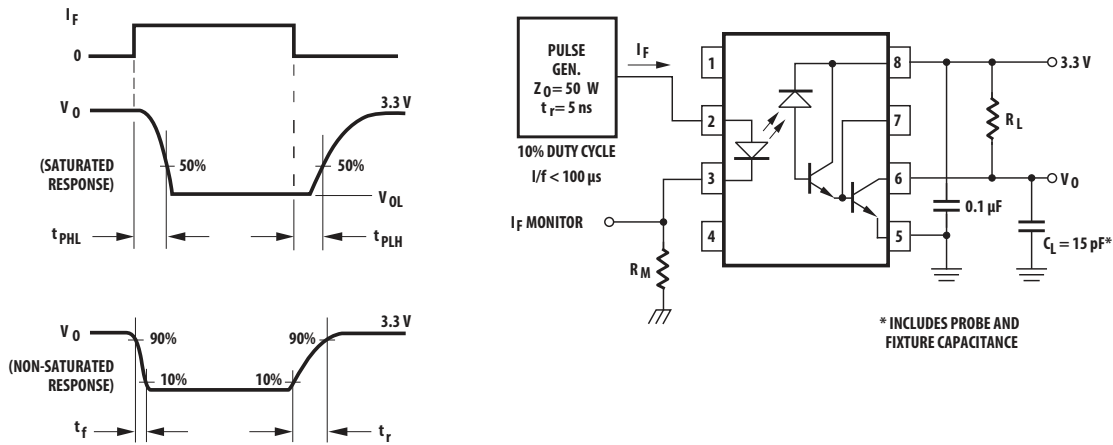 I F
0
V O
3.3 V
(SATURATED
RESPONSE)
50%
50%
V OL
t PHL
t PLH
V O
3.3 V
90%
90%
(NON-SATURATED
RESPONSE)
10%
10%
t f
t r
PULSE
GEN.
Z O = 50 W
t r = 5 ns
I F
10% DUTY CYCLE
I/f < 100 µs
I F MONITOR
R M
1
2
3
4
8
7
6
5
3.3 V
R L
V O
0.1 µF
C L = 15 pF*
* INCLUDES PROBE AND
FIXTURE CAPACITANCE